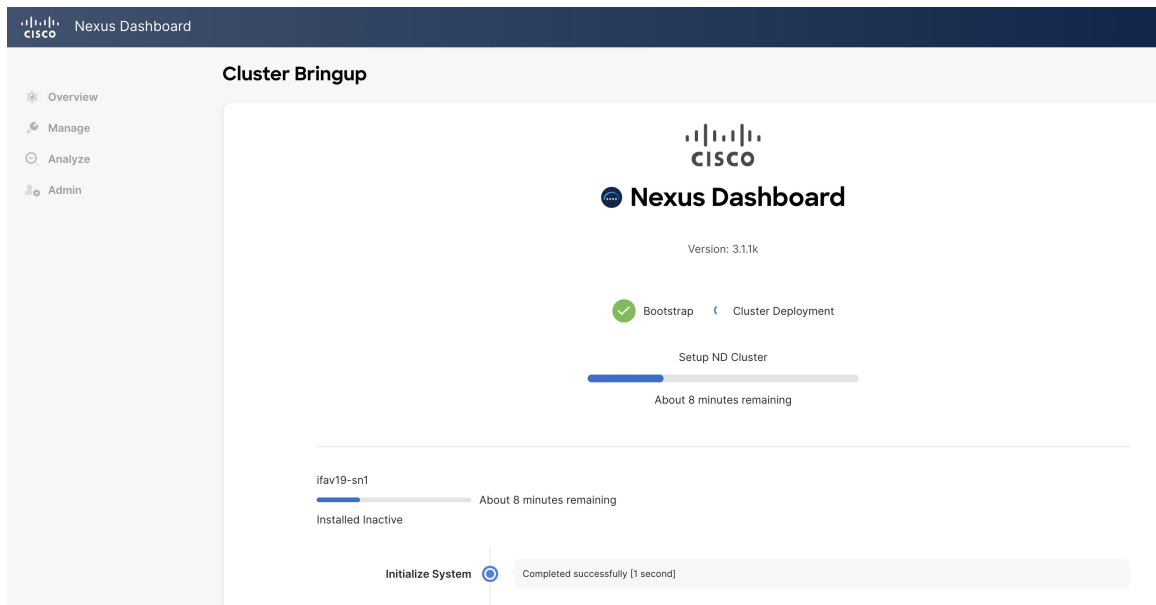 CISCO Nexus Dashboard
Cluster Bringup
Overview
Manage
Analyze
Admin
CISCO
Nexus Dashboard
Version: 3.1.1k
Bootstrap Cluster Deployment
Setup ND Cluster
About 8 minutes remaining
ifav19-sn1
About 8 minutes remaining
Installed Inactive
Initialize System Completed successfully [1 second]